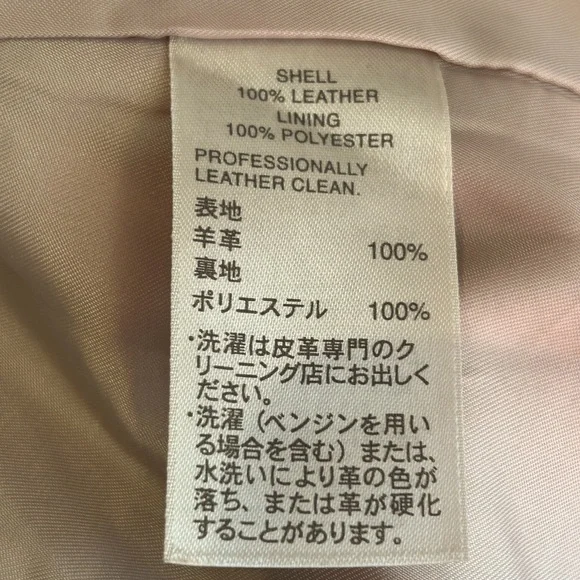 SHELL
100% LEATHER
LINING
100% POLYESTER
PROFESSIONALLY
LEATHER CLEAN.
表地
羊革 100%
裏地
ポリエステル 100%
・洗濯は皮革専門のク
リーニング店にお出しく
ださい。
・洗濯（ベンジンを用い
る場合を含む）または、
水洗いにより革の色が
落ち、または革が硬化
することがあります。